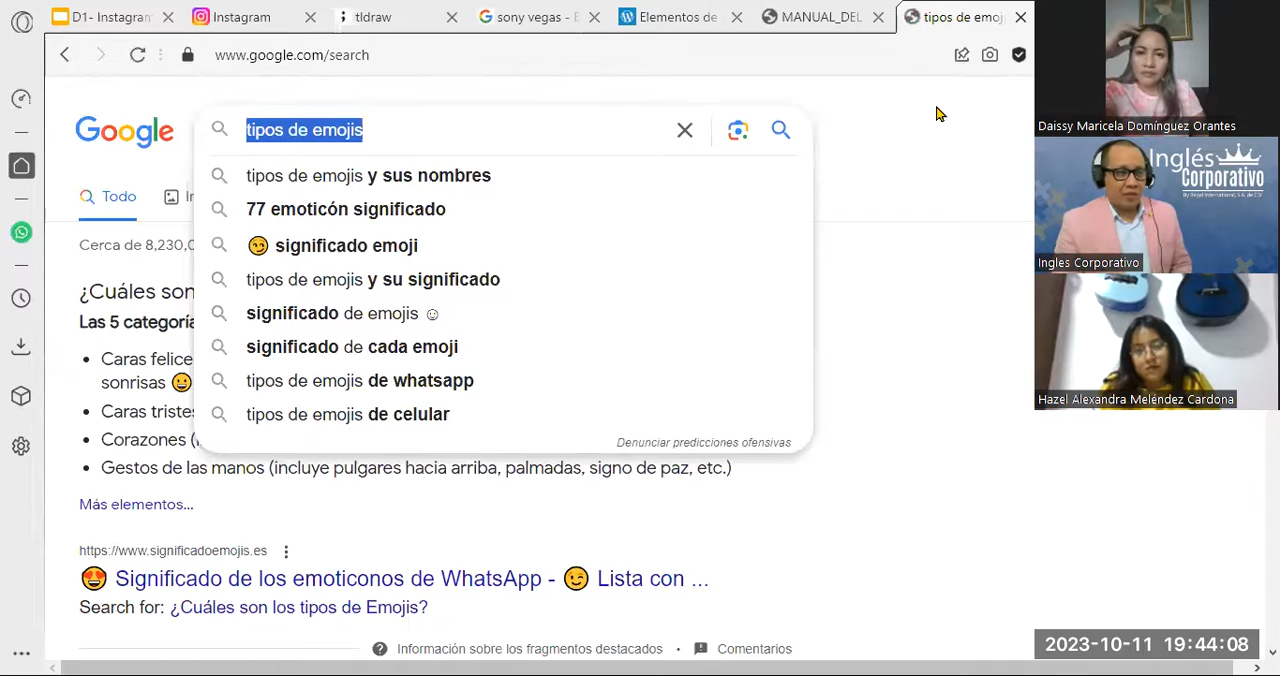 D1- Instagram
Instagram
tldraw
sony vegas - B
Elementos de
MANUAL_DEL
tipos de emoj
www.google.com/search
Google
tipos de emojis
tipos de emojis y sus nombres
77 emoticón significado
😏 significado emoji
tipos de emojis y su significado
significado de emojis ☺
significado de cada emoji
tipos de emojis de whatsapp
tipos de emojis de celular
Denunciar predicciones ofensivas
Todo
Cerca de 8,230,0
¿Cuáles son
Las 5 categoría
Caras felice
sonrisas 😀
Caras tristes
Corazones (
Gestos de las manos (incluye pulgares hacia arriba, palmadas, signo de paz, etc.)
Más elementos...
https://www.significadoemojis.es
😍 Significado de los emoticonos de WhatsApp - 😉 Lista con ...
Search for: ¿Cuáles son los tipos de Emojis?
Información sobre los fragmentos destacados • Comentarios
Daissy Maricela Domínguez Orantes
Inglés
Corporativo
Ingles Corporativo
Hazel Alexandra Meléndez Cardona
2023-10-11 19:44:08